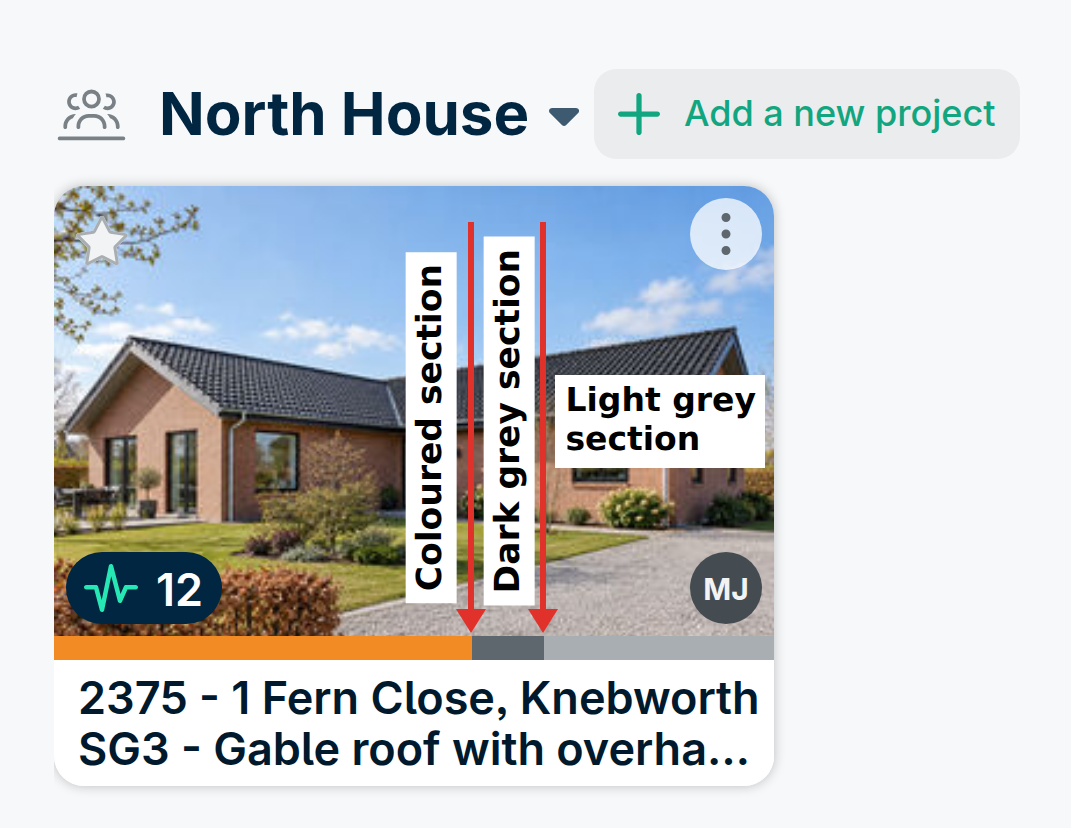 North House
Add a new project
Coloured section
Dark grey section
Light grey
section
12
MJ
2375 - 1 Fern Close, Knebworth
SG3 - Gable roof with overha...